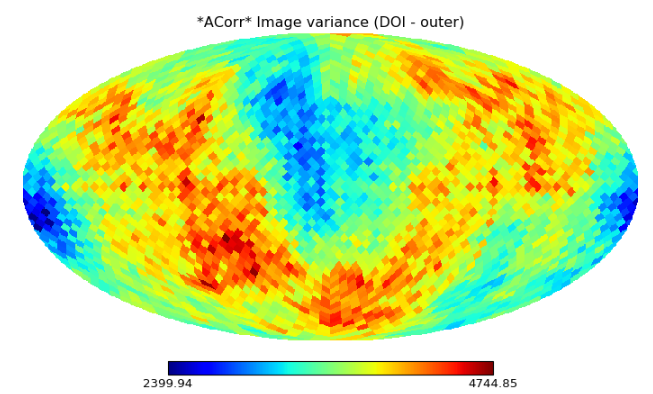 *ACorr* Image variance (DOI - outer)
2399.94 4744.85